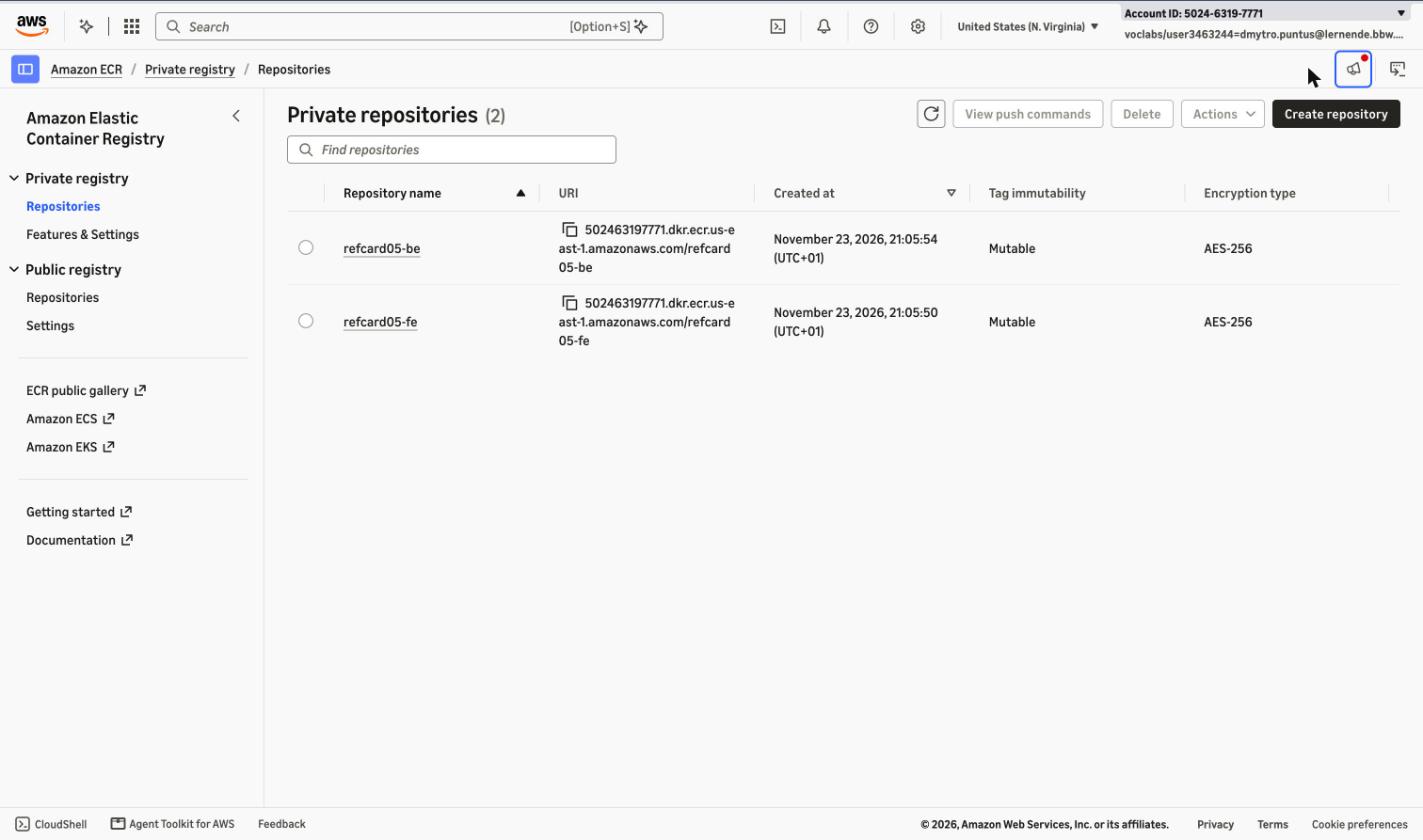 aws
Search
[Option+S]
United States (N. Virginia)
Account ID: 5024-6319-7771
voclabs/user3463244=dmytro.puntus@lernende.bbw....
Amazon ECR / Private registry / Repositories
Amazon Elastic
Container Registry
Private registry
Repositories
Features & Settings
Public registry
Repositories
Settings
ECR public gallery
Amazon ECS
Amazon EKS
Getting started
Documentation
Private repositories (2)
View push commands
Delete
Actions
Create repository
Find repositories
Repository name URI Created at Tag immutability Encryption type
refcard05-be
502463197771.dkr.ecr.us-e
ast-1.amazonaws.com/refcard
05-be
November 23, 2026, 21:05:54
(UTC+01)
Mutable
AES-256
refcard05-fe
502463197771.dkr.ecr.us-e
ast-1.amazonaws.com/refcard
05-fe
November 23, 2026, 21:05:50
(UTC+01)
Mutable
AES-256
CloudShell
Agent Toolkit for AWS
Feedback
© 2026, Amazon Web Services, Inc. or its affiliates.
Privacy
Terms
Cookie preferences